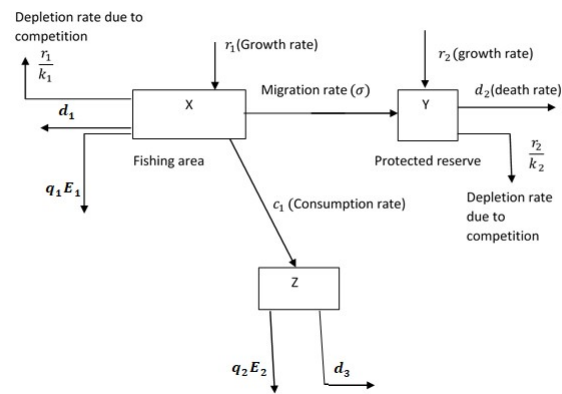 Depletion rate due to
competition
r₁/k₁
r₁(Growth rate)
r₂(growth rate)
Migration rate (σ)
d₂(death rate)
d₁
X
Y
r₂/k₂
Fishing area
Protected reserve
q₁E₁
c₁ (Consumption rate)
Depletion rate
due to
competition
Z
q₂E₂
d₃